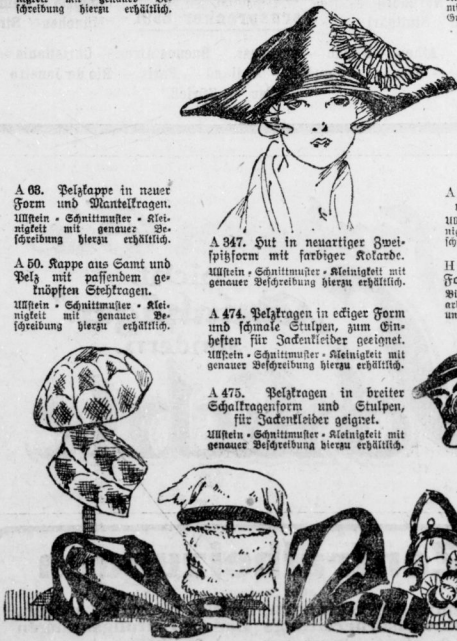 schreibung hierzu erhältlich.
A 68. Pelzkappe in neuer
Form und Mantelkragen.
Ullstein-Schnittmuster-Klei-
nigkeit mit genauer Be-
schreibung hierzu erhältlich.
A 50. Kappe aus Samt und
Pelz mit passendem ge-
knöpften Stehkragen.
Ullstein-Schnittmuster-Klei-
nigkeit mit genauer Be-
schreibung hierzu erhältlich.
A 347. Hut in neuartiger Zwei-
spitzform mit farbiger Kokarde.
Ullstein-Schnittmuster-Kleinigkeit mit
genauer Beschreibung hierzu erhältlich.
A 474. Pelzkragen in eckiger Form
und schmale Stulpen, zum Ein-
heften für Jackenkleider geeignet.
Ullstein-Schnittmuster-Kleinigkeit mit
genauer Beschreibung hierzu erhältlich.
A 475. Pelzkragen in breiter
Schalkragenform und Stulpen,
für Jackenkleider geignet.
Ullstein-Schnittmuster-Kleinigkeit mit
genauer Beschreibung hierzu erhältlich.